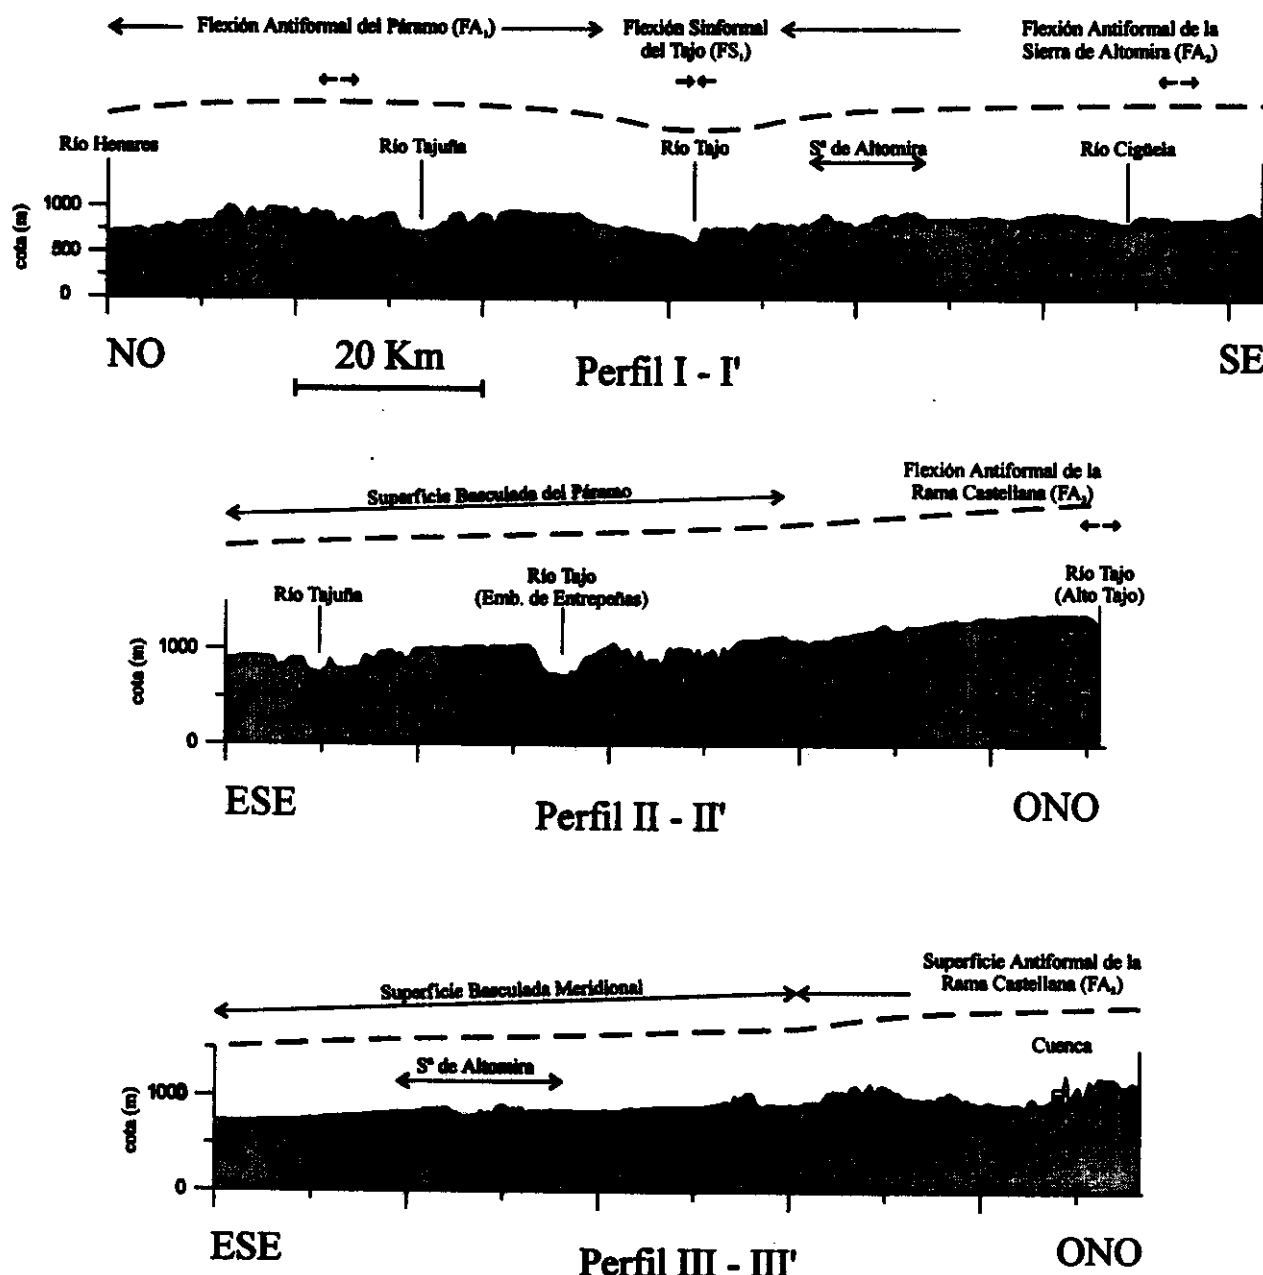 Flexión Antiformal del Páramo (FA₁)
Flexión Sinformal
del Tajo (FS₁)
Flexión Antiformal de la
Sierra de Altomira (FA₂)
Río Henares
Río Tajuña
Río Tajo
Sª de Altomira
Río Cigüela
cota (m)
1000
500
0
NO
20 Km
Perfil I - I'
SE
Superficie Basculada del Páramo
Flexión Antiformal de la
Rama Castellana (FA₃)
Río Tajuña
Río Tajo
(Emb. de Entrepeñas)
Río Tajo
(Alto Tajo)
cota (m)
1000
0
ESE
Perfil II - II'
ONO
Superficie Basculada Meridional
Superficie Antiformal de la
Rama Castellana (FA₃)
Sª de Altomira
Cuenca
cota (m)
1000
0
ESE
Perfil III - III'
ONO